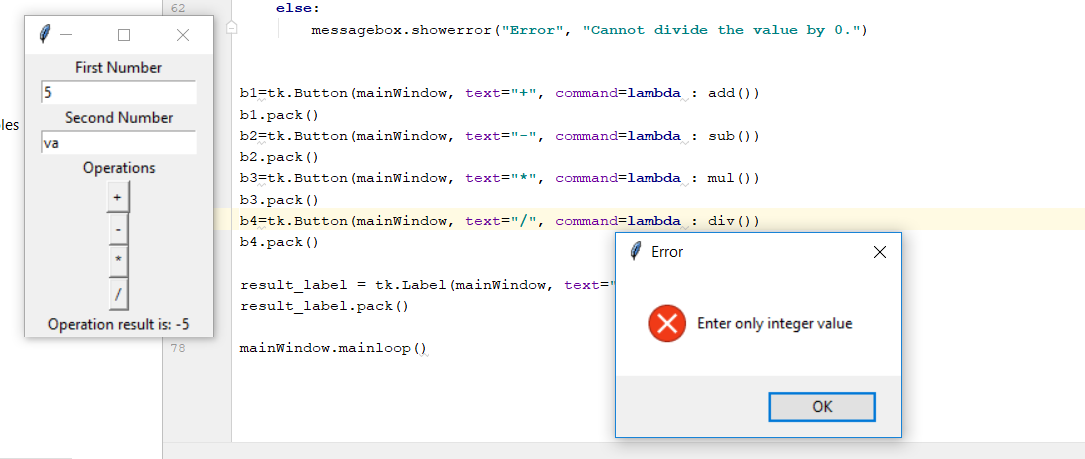 First Number
5
Second Number
va
Operations
+
-
*
/
Operation result is: -5
les
62
else:
messagebox.showerror("Error", "Cannot divide the value by 0.")
b1=tk.Button(mainWindow, text="+", command=lambda : add())
b1.pack()
b2=tk.Button(mainWindow, text="-", command=lambda : sub())
b2.pack()
b3=tk.Button(mainWindow, text="*", command=lambda : mul())
b3.pack()
b4=tk.Button(mainWindow, text="/", command=lambda : div())
b4.pack()
result_label = tk.Label(mainWindow, text="
result_label.pack()
78 mainWindow.mainloop()
Error
Enter only integer value
OK